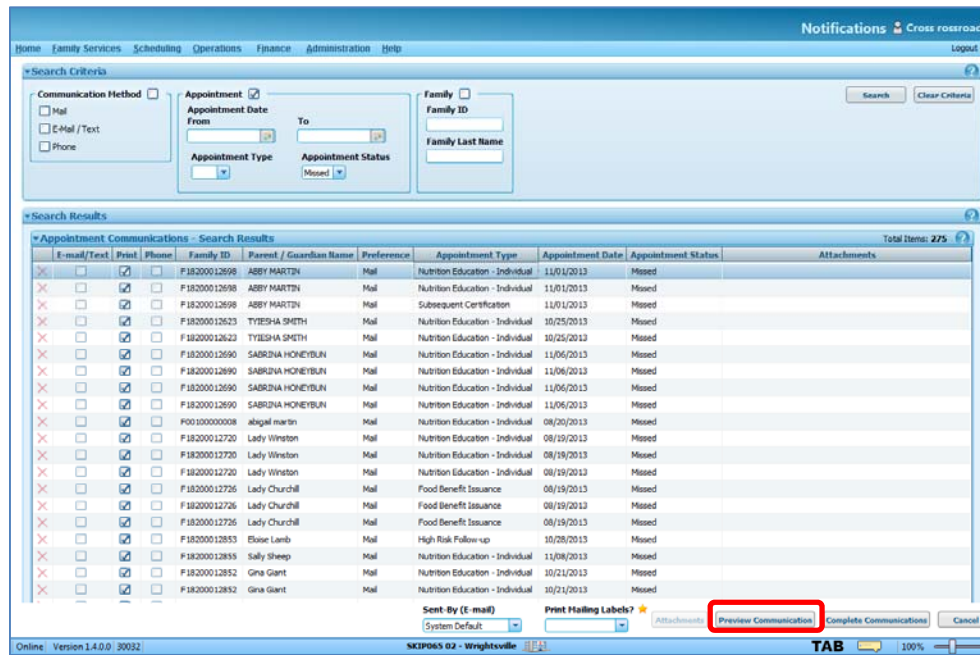 Notifications Cross rossroad
Home Family Services Scheduling Operations Finance Administration Help Logout
Search Criteria
Communication Method Appointment Family Search Clear Criteria
Mail Appointment Date Family ID
E-Mail / Text From To
Phone Family Last Name
Appointment Type Appointment Status
Missed
Search Results
Appointment Communications - Search Results Total Items: 275
E-mail/Text Print Phone Family ID Parent / Guardian Name Preference Appointment Type Appointment Date Appointment Status Attachments
F18200012698 ABBY MARTIN Mail Nutrition Education - Individual 11/01/2013 Missed
F18200012698 ABBY MARTIN Mail Nutrition Education - Individual 11/01/2013 Missed
F18200012698 ABBY MARTIN Mail Subsequent Certification 11/01/2013 Missed
F18200012623 TYIESHA SMITH Mail Nutrition Education - Individual 10/25/2013 Missed
F18200012623 TYIESHA SMITH Mail Nutrition Education - Individual 10/25/2013 Missed
F18200012690 SABRINA HONEYBUN Mail Nutrition Education - Individual 11/06/2013 Missed
F18200012690 SABRINA HONEYBUN Mail Nutrition Education - Individual 11/06/2013 Missed
F18200012690 SABRINA HONEYBUN Mail Nutrition Education - Individual 11/06/2013 Missed
F18200012690 SABRINA HONEYBUN Mail Nutrition Education - Individual 11/06/2013 Missed
F00100000008 abigail martin Mail Nutrition Education - Individual 08/20/2013 Missed
F18200012720 Lady Winston Mail Nutrition Education - Individual 08/19/2013 Missed
F18200012720 Lady Winston Mail Nutrition Education - Individual 08/19/2013 Missed
F18200012720 Lady Winston Mail Nutrition Education - Individual 08/19/2013 Missed
F18200012726 Lady Churchill Mail Food Benefit Issuance 08/19/2013 Missed
F18200012726 Lady Churchill Mail Food Benefit Issuance 08/19/2013 Missed
F18200012726 Lady Churchill Mail Food Benefit Issuance 08/19/2013 Missed
F18200012853 Eloise Lamb Mail High Risk Follow-up 10/28/2013 Missed
F18200012855 Sally Sheep Mail Nutrition Education - Individual 11/08/2013 Missed
F18200012852 Gina Giant Mail Nutrition Education - Individual 10/21/2013 Missed
F18200012852 Gina Giant Mail Nutrition Education - Individual 10/21/2013 Missed
Sent-By (E-mail) Print Mailing Labels?
System Default Attachments Preview Communication Complete Communications Cancel
Online Version 1.4.0.0 30032 SKIP065 02 - Wrightsville TAB 100%